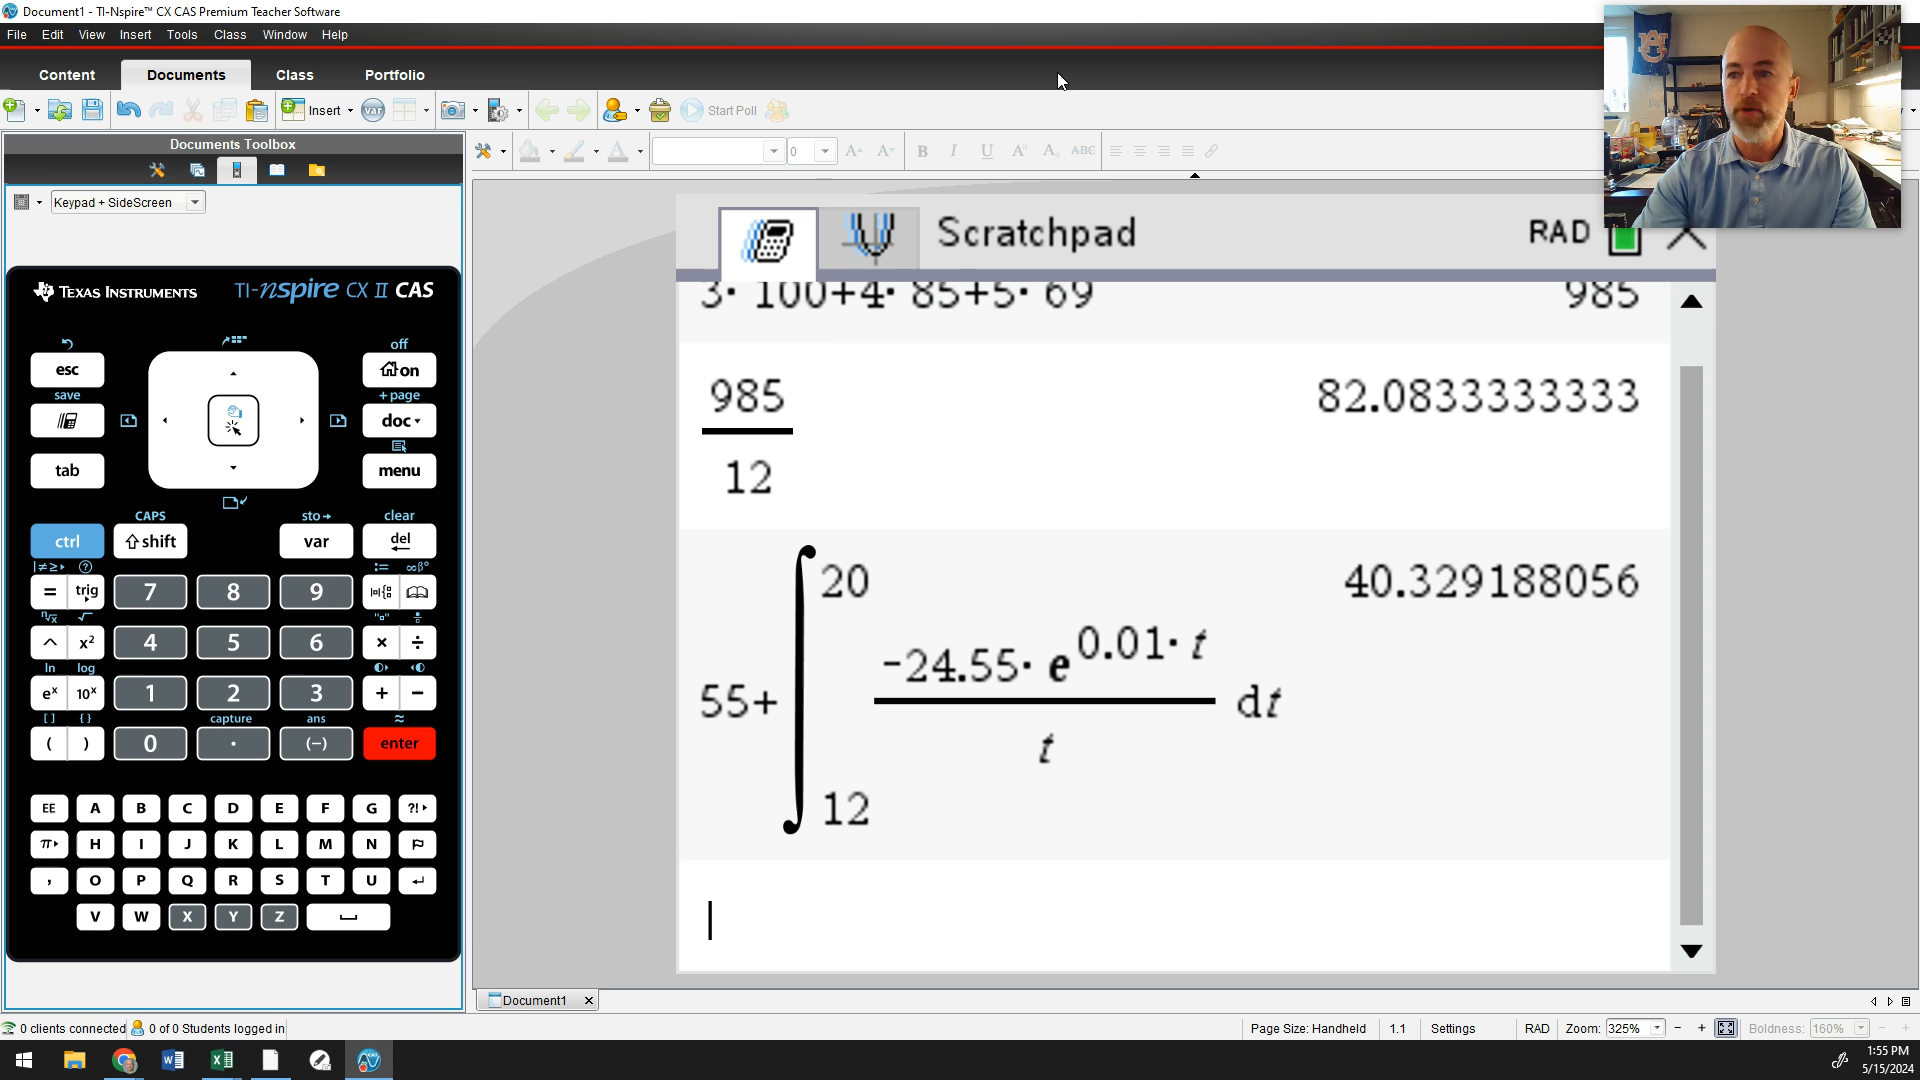 Document1 - TI-Nspire™ CX CAS Premium Teacher Software
File Edit View Insert Tools Class Window Help
Content Documents Class Portfolio
Insert var Start Poll
Documents Toolbox
0 B I U A A ABC
Keypad + SideScreen
Scratchpad RAD
3· 100+4· 85+5· 69 985
985
12
82.0833333333
55+∫ 20 12 -24.55· e 0.01· t
t
dt
40.329188056
TEXAS INSTRUMENTS TI-nspire CX II CAS
off
esc on
save + page
doc
tab menu
CAPS sto→ clear
ctrl shift var del
|≠≥▸ ? := ∞β°
= trig 7 8 9
ⁿ√x √ "▫"
^ x² 4 5 6 × ÷
ln log
eˣ 10ˣ 1 2 3 + −
[ ] { } capture ans ≈
( ) 0 . (−) enter
EE A B C D E F G ?!▸
π▸ H I J K L M N
, O P Q R S T U
V W X Y Z
Document1
0 clients connected 0 of 0 Students logged in
Page Size: Handheld 1.1 Settings RAD Zoom: 325% − + Boldness: 160% − +
1:55 PM
5/15/2024